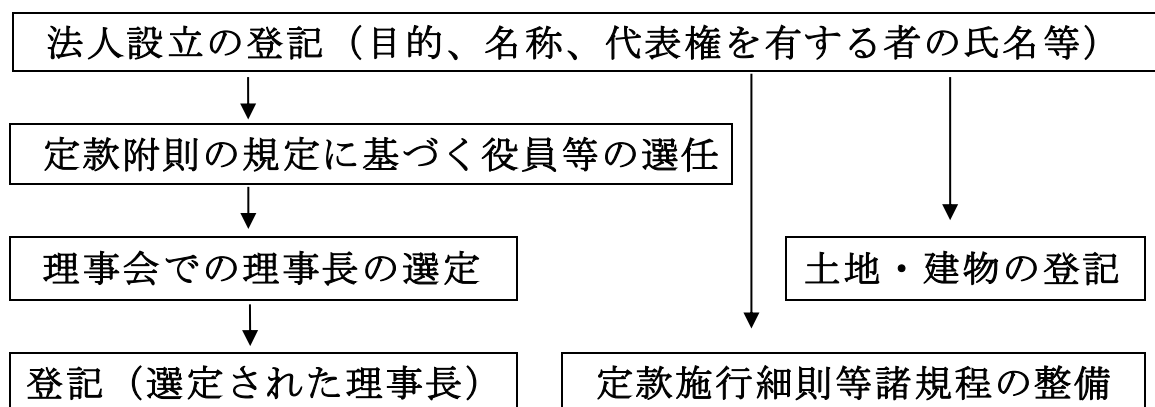 法人設立の登記（目的、名称、代表権を有する者の氏名等）
定款附則の規定に基づく役員等の選任
理事会での理事長の選定
土地・建物の登記
登記（選定された理事長）
定款施行細則等諸規程の整備